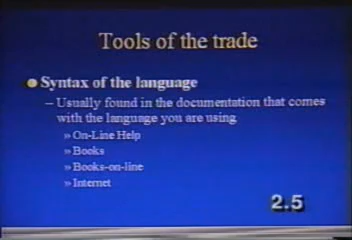 Tools of the trade
Syntax of the language
– Usually found in the documentation that comes
with the language you are using
» On-Line Help
» Books
» Books-on-line
» Internet
2.5